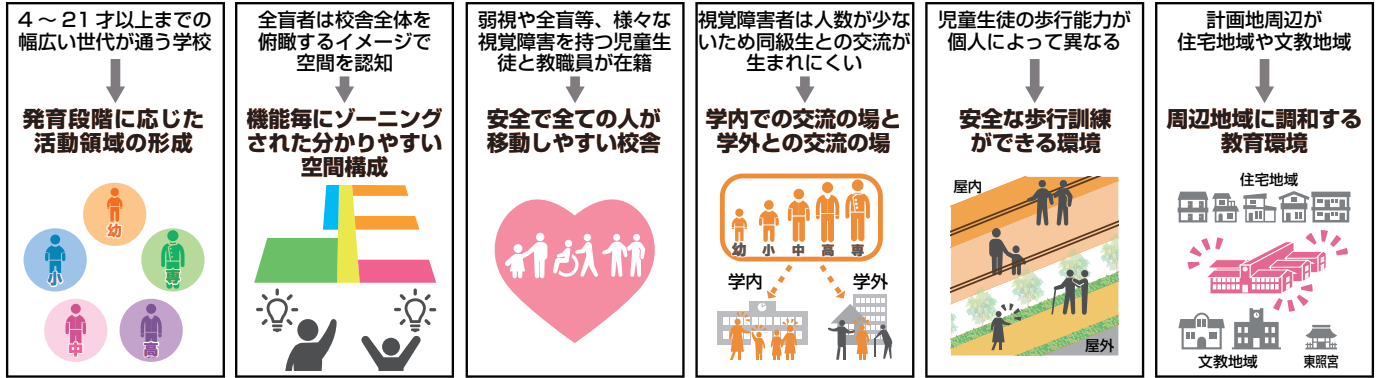 4～21才以上までの
幅広い世代が通う学校
発育段階に応じた
活動領域の形成
幼
小
専
中
高
全盲者は校舎全体を
俯瞰するイメージで
空間を認知
機能毎にゾーニング
された分かりやすい
空間構成
弱視や全盲等、様々な
視覚障害を持つ児童生
徒と教職員が在籍
安全で全ての人が
移動しやすい校舎
視覚障害者は人数が少な
いため同級生との交流が
生まれにくい
学内での交流の場と
学外との交流の場
幼 小 中 高 専
学内 学外
児童生徒の歩行能力が
個人によって異なる
安全な歩行訓練
ができる環境
屋内
屋外
計画地周辺が
住宅地域や文教地域
周辺地域に調和する
教育環境
住宅地域
文教地域 東照宮